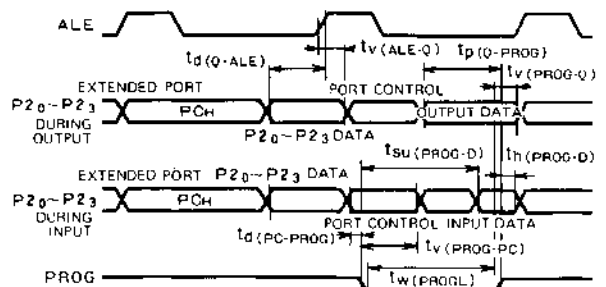 ALE
td(Q-ALE)
tv(ALE-Q)
tp(Q-PROG)
tv(PROG-Q)
EXTENDED PORT
PORT CONTROL
P20~P23
DURING
OUTPUT
PCH
OUTPUT DATA
P20~P23 DATA
tsu(PROG-D)
th(PROG-D)
EXTENDED PORT P20~P23 DATA
P20~P23
DURING
INPUT
PCH
PORT CONTROL INPUT DATA
td(PC-PROG)
tv(PROG-PC)
PROG
tw(PROGL)